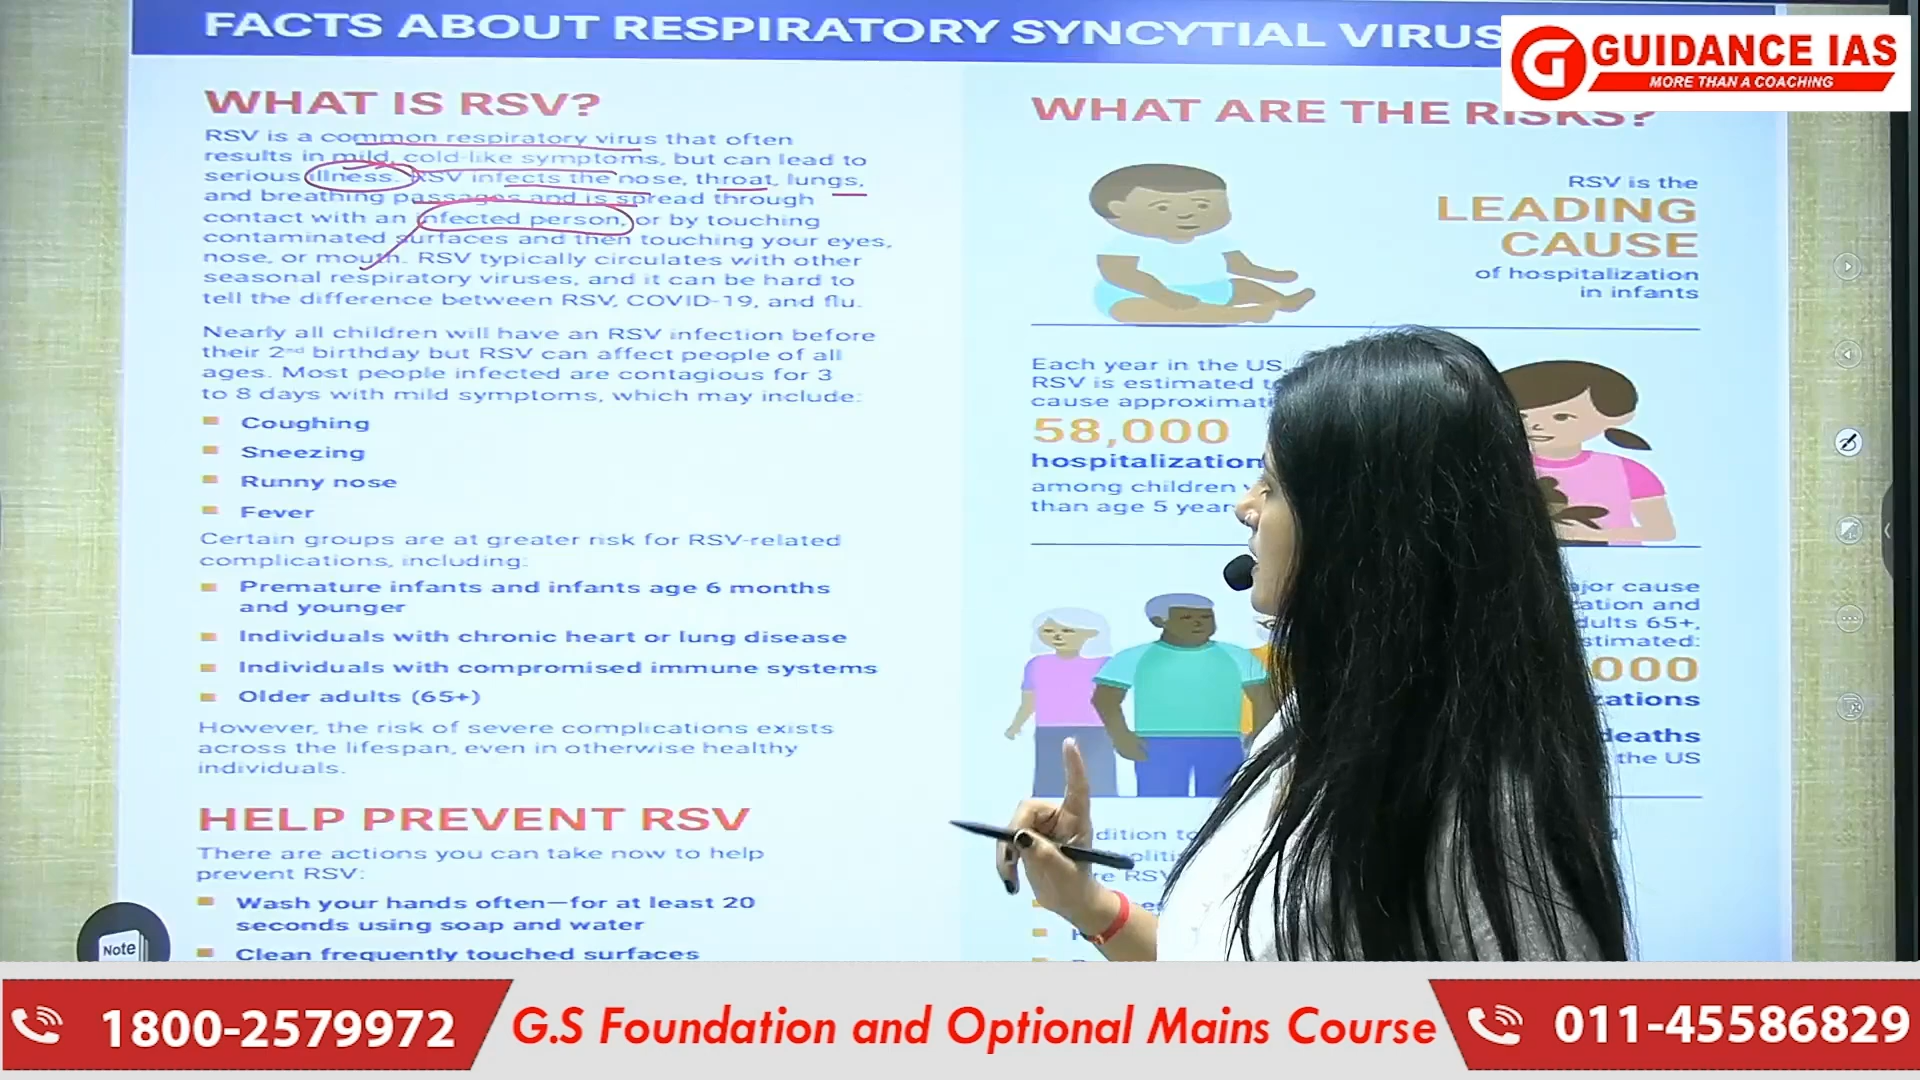 FACTS ABOUT RESPIRATORY SYNCYTIAL VIRUS
GUIDANCE IAS
MORE THAN A COACHING
WHAT IS RSV?
RSV is a common respiratory virus that often
results in mild, cold-like symptoms, but can lead to
serious illness. RSV infects the nose, throat, lungs,
and breathing passages and is spread through
contact with an infected person, or by touching
contaminated surfaces and then touching your eyes,
nose, or mouth. RSV typically circulates with other
seasonal respiratory viruses, and it can be hard to
tell the difference between RSV, COVID-19, and flu.
Nearly all children will have an RSV infection before
their 2nd birthday but RSV can affect people of all
ages. Most people infected are contagious for 3
to 8 days with mild symptoms, which may include:
Coughing
Sneezing
Runny nose
Fever
Certain groups are at greater risk for RSV-related
complications, including:
Premature infants and infants age 6 months
and younger
Individuals with chronic heart or lung disease
Individuals with compromised immune systems
Older adults (65+)
However, the risk of severe complications exists
across the lifespan, even in otherwise healthy
individuals.
HELP PREVENT RSV
There are actions you can take now to help
prevent RSV:
Wash your hands often—for at least 20
seconds using soap and water
Clean frequently touched surfaces
WHAT ARE THE RISKS?
RSV is the
LEADING
CAUSE
of hospitalization
in infants
Each year in the US,
RSV is estimated
cause
58,000
among children
than age 5
cause
and
65+,
000
deaths
the US
Note
1800-2579972
G.S Foundation and Optional Mains Course
011-45586829